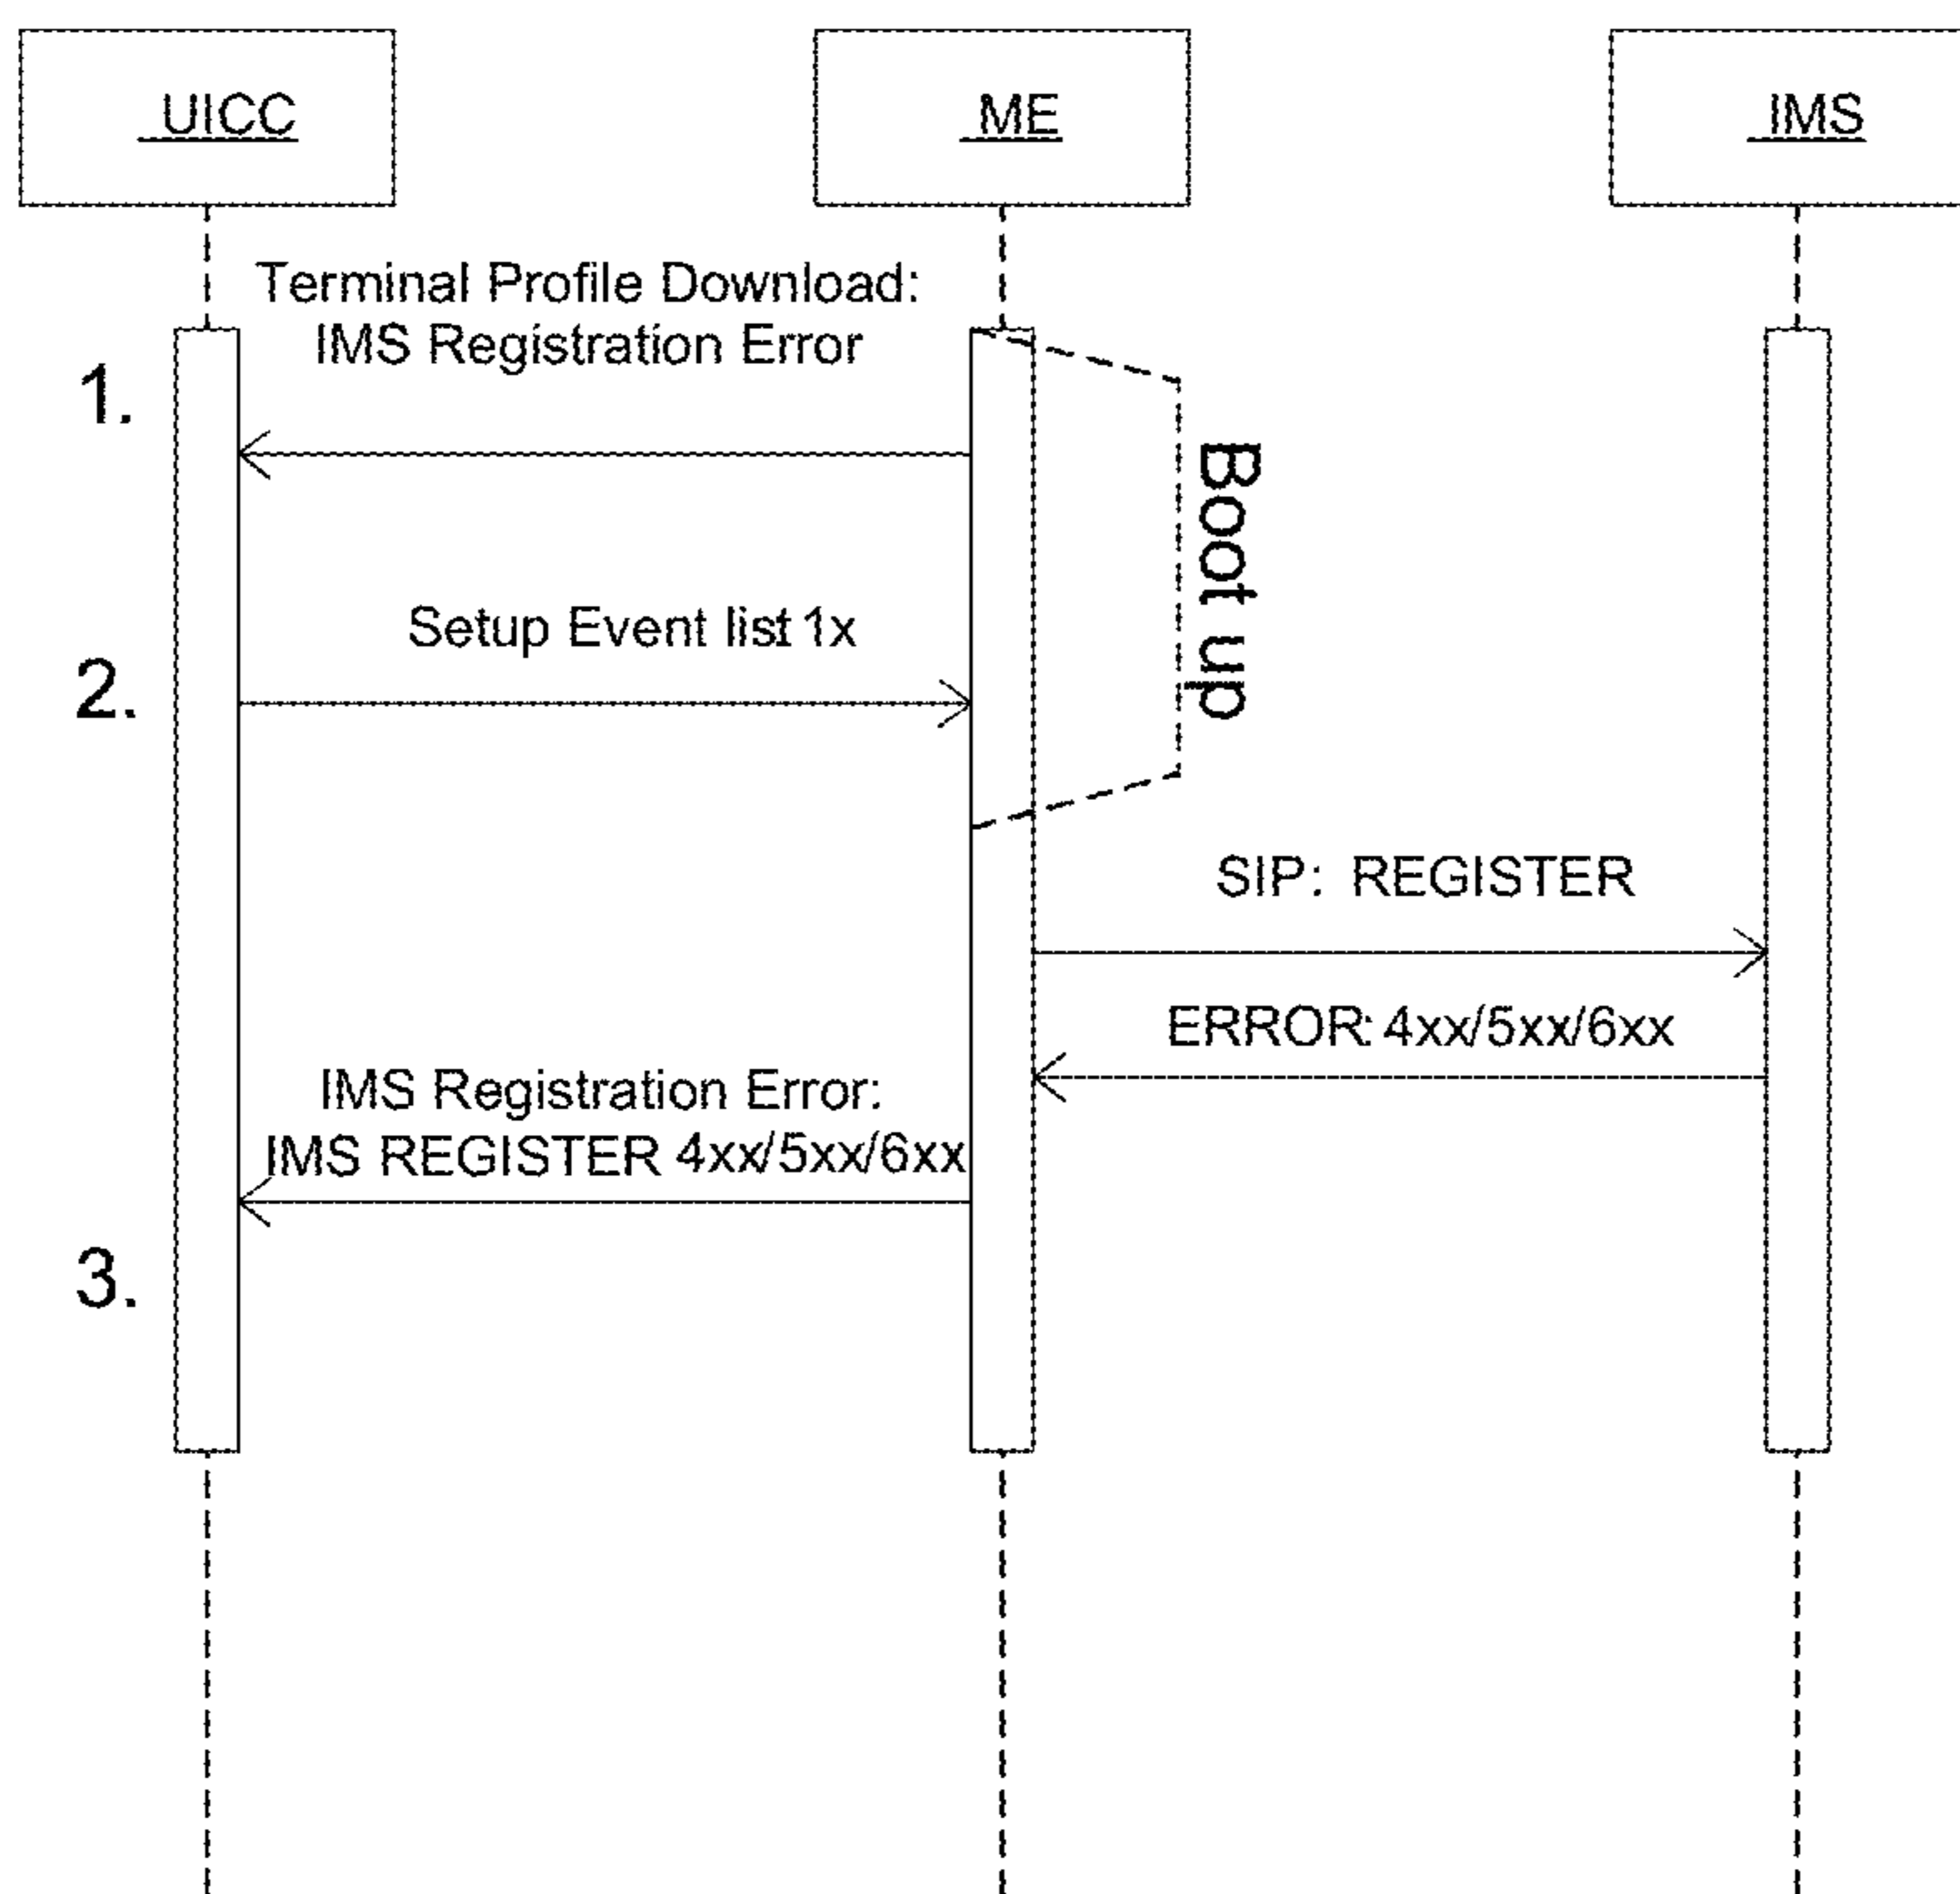 UICC
ME
IMS
Terminal Profile Download:
IMS Registration Error
1.
Boot up
Setup Event list 1x
2.
SIP: REGISTER
ERROR: 4xx/5xx/6xx
IMS Registration Error:
IMS REGISTER 4xx/5xx/6xx
3.